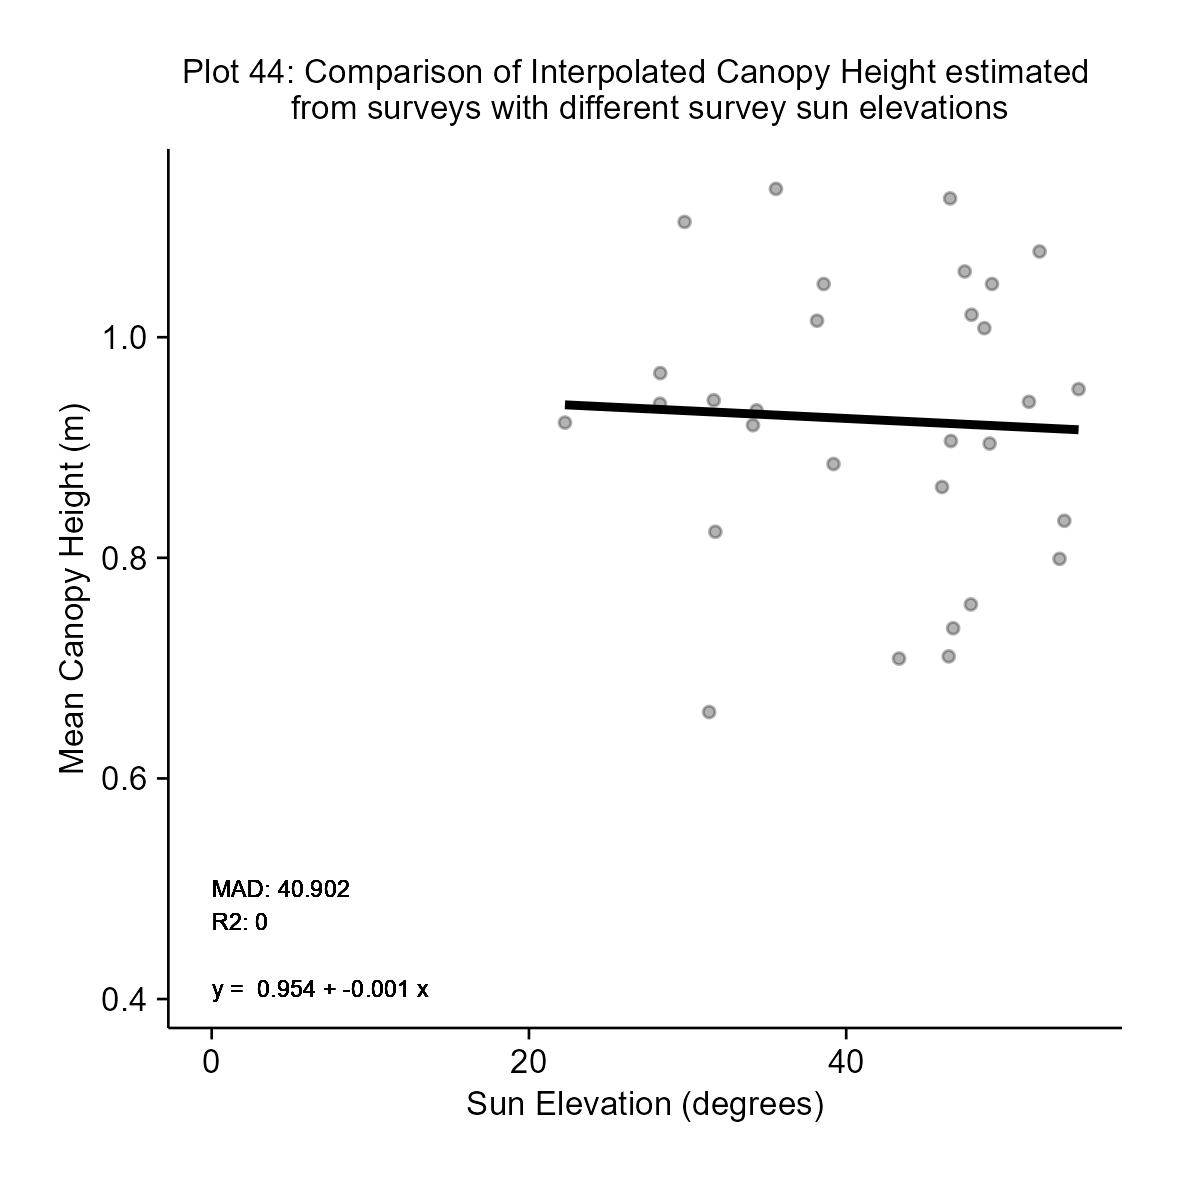 Plot 44: Comparison of Interpolated Canopy Height estimated
from surveys with different survey sun elevations
Mean Canopy Height (m)
1.0
0.8
0.6
0.4
MAD: 40.902
R2: 0
y = 0.954 + -0.001 x
0
20
40
Sun Elevation (degrees)